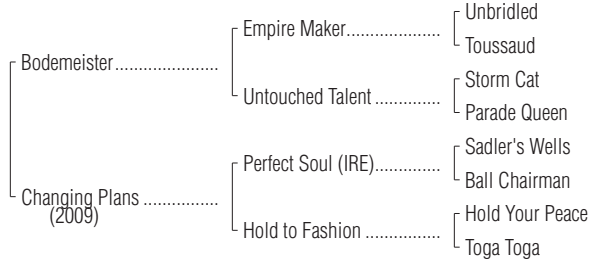 Unbridled
Empire Maker....................
Toussaud
Bodemeister......................
Storm Cat
Untouched Talent ..............
Parade Queen
Sadler's Wells
Perfect Soul (IRE)..............
Ball Chairman
Changing Plans ................
(2009)
Hold Your Peace
Hold to Fashion ................
Toga Toga